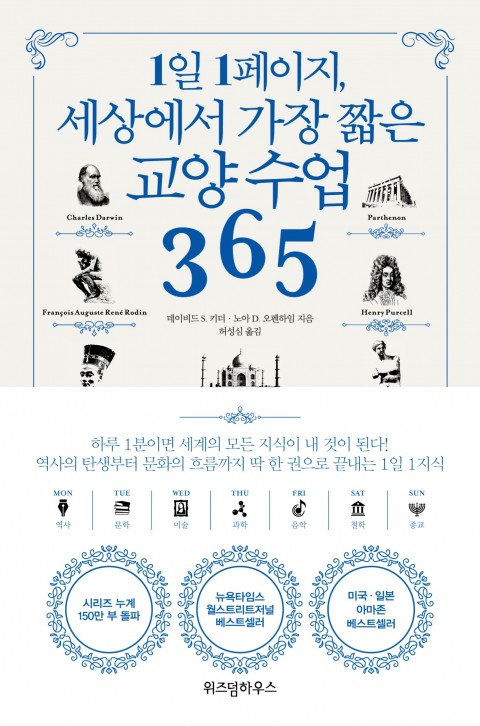 1일 1페이지,
세상에서 가장 짧은
교양 수업
365
Charles Darwin
Parthenon
François Auguste René Rodin
Henry Purcell
데이비드 S. 키더 · 노아 D. 오펜하임 지음
허성심 옮김
하루 1분이면 세계의 모든 지식이 내 것이 된다!
역사의 탄생부터 문화의 흐름까지 딱 한 권으로 끝내는 1일 1지식
MON TUE WED THU FRI SAT SUN
역사 문학 미술 과학 음악 철학 종교
시리즈 누계
150만 부 돌파
뉴욕타임스
월스트리트저널
베스트셀러
미국 · 일본
아마존
베스트셀러
위즈덤하우스